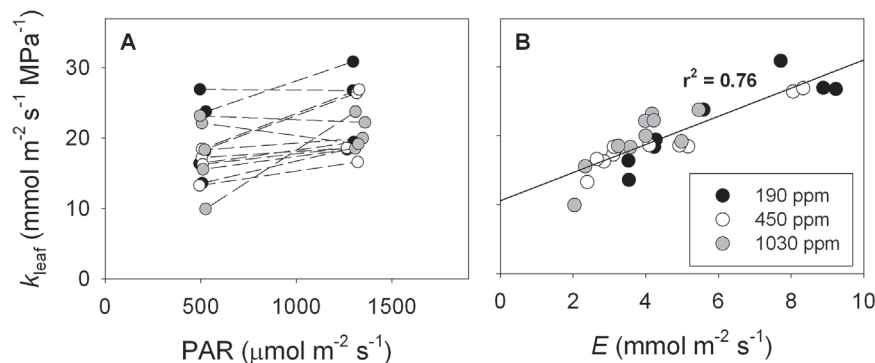 A
B
k leaf (mmol m⁻² s⁻¹ MPa⁻¹)
30
20
10
0
r² = 0.76
190 ppm
450 ppm
1030 ppm
0 500 1000 1500
0 2 4 6 8 10
PAR (μmol m⁻² s⁻¹)
E (mmol m⁻² s⁻¹)